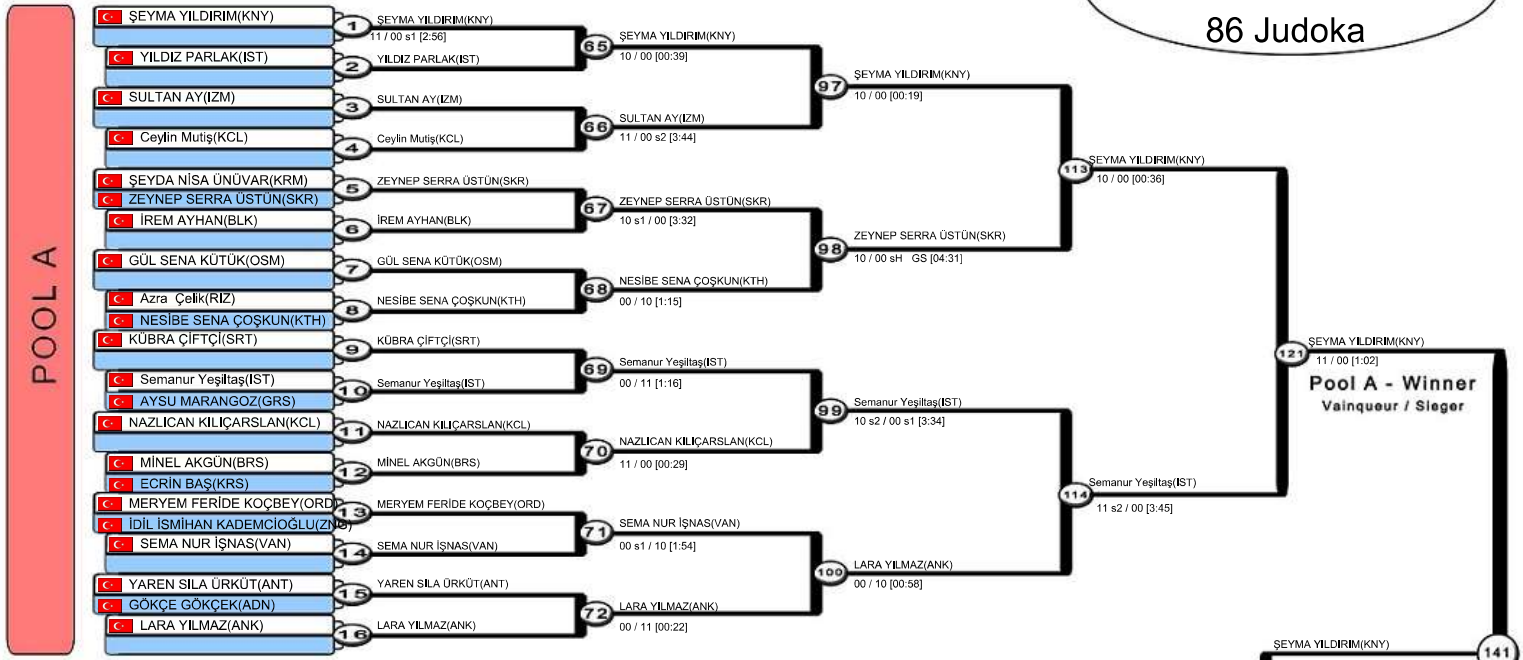 POOL A
86 Judoka
ŞEYMA YILDIRIM(KNY)
YILDIZ PARLAK(IST)
SULTAN AY(IZM)
Ceylin Mutiş(KCL)
ŞEYDA NİSA ÜNÜVAR(KRM)
ZEYNEP SERRA ÜSTÜN(SKR)
İREM AYHAN(BLK)
GÜL SENA KÜTÜK(OSM)
Azra Çelik(RIZ)
NESİBE SENA ÇOŞKUN(KTH)
KÜBRA ÇİFTÇİ(SRT)
Semanur Yeşiltaş(IST)
AYSU MARANGOZ(GRS)
NAZLICAN KILIÇARSLAN(KCL)
MİNEL AKGÜN(BRS)
ECRİN BAŞ(KRS)
MERYEM FERİDE KOÇBEY(ORD)
İDİL İSMİHAN KADEMCİOĞLU(ZNG)
SEMA NUR İŞNAS(VAN)
YAREN SILA ÜRKÜT(ANT)
GÖKÇE GÖKÇEK(ADN)
LARA YILMAZ(ANK)
1 ŞEYMA YILDIRIM(KNY)
11 / 00 s1 [2:56]
2 YILDIZ PARLAK(IST)
3 SULTAN AY(IZM)
4 Ceylin Mutiş(KCL)
5 ZEYNEP SERRA ÜSTÜN(SKR)
6 İREM AYHAN(BLK)
7 GÜL SENA KÜTÜK(OSM)
8 NESİBE SENA ÇOŞKUN(KTH)
9 KÜBRA ÇİFTÇİ(SRT)
10 Semanur Yeşiltaş(IST)
11 NAZLICAN KILIÇARSLAN(KCL)
12 MİNEL AKGÜN(BRS)
13 MERYEM FERİDE KOÇBEY(ORD)
14 SEMA NUR İŞNAS(VAN)
15 YAREN SILA ÜRKÜT(ANT)
16 LARA YILMAZ(ANK)
65 ŞEYMA YILDIRIM(KNY)
10 / 00 [00:39]
66 SULTAN AY(IZM)
11 / 00 s2 [3:44]
67 ZEYNEP SERRA ÜSTÜN(SKR)
10 s1 / 00 [3:32]
68 NESİBE SENA ÇOŞKUN(KTH)
00 / 10 [1:15]
69 Semanur Yeşiltaş(IST)
00 / 11 [1:16]
70 NAZLICAN KILIÇARSLAN(KCL)
11 / 00 [00:29]
71 SEMA NUR İŞNAS(VAN)
00 s1 / 10 [1:54]
72 LARA YILMAZ(ANK)
00 / 11 [00:22]
97 ŞEYMA YILDIRIM(KNY)
10 / 00 [00:19]
98 ZEYNEP SERRA ÜSTÜN(SKR)
10 / 00 sH GS [04:31]
99 Semanur Yeşiltaş(IST)
10 s2 / 00 s1 [3:34]
100 LARA YILMAZ(ANK)
00 / 10 [00:58]
113 ŞEYMA YILDIRIM(KNY)
10 / 00 [00:36]
114 Semanur Yeşiltaş(IST)
11 s2 / 00 [3:45]
121 ŞEYMA YILDIRIM(KNY)
11 / 00 [1:02]
Pool A - Winner
Vainqueur / Sieger
ŞEYMA YILDIRIM(KNY) 141